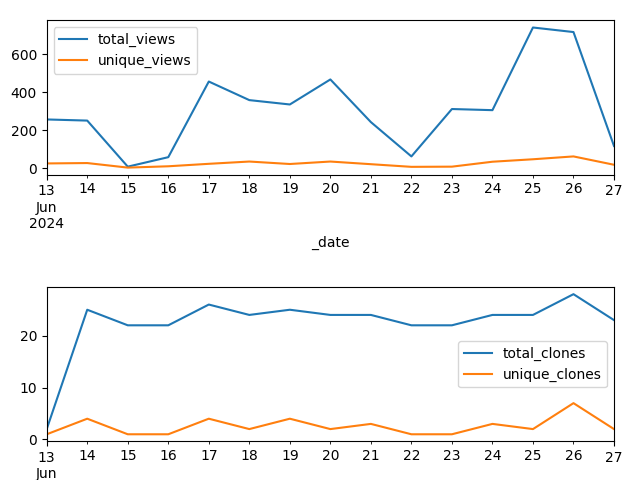 total_views
unique_views
600
400
200
0
13 14 15 16 17 18 19 20 21 22 23 24 25 26 27
Jun
2024
_date
20
10
0
total_clones
unique_clones
13 14 15 16 17 18 19 20 21 22 23 24 25 26 27
Jun